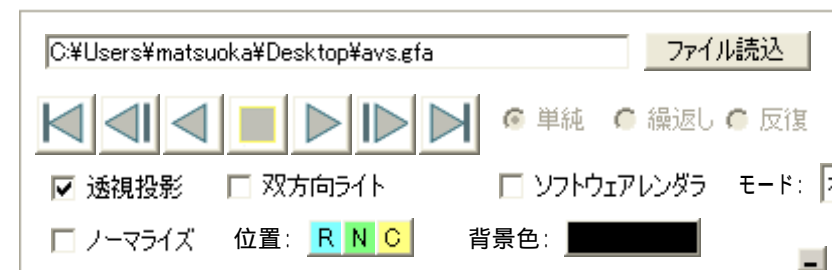 C:¥Users¥matsuoka¥Desktop¥avs.gfa ファイル読込
単純 繰返し 反復
透視投影 双方向ライト ソフトウェアレンダラ モード:
ノーマライズ 位置: R N C 背景色: